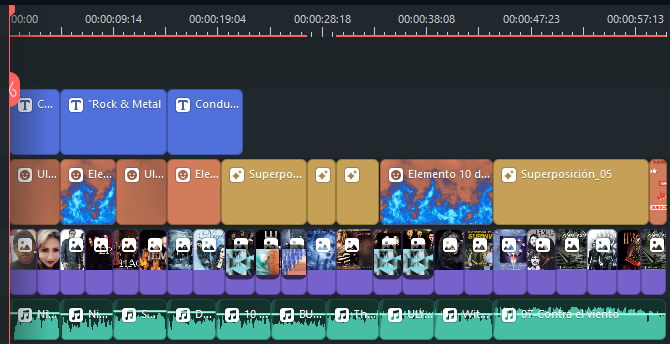 00:00 00:00:09:14 00:00:19:04 00:00:28:18 00:00:38:08 00:00:47:23 00:00:57:13
C... "Rock & Metal Condu...
Ul... Ele... Ul... Ele... Superpo... Elemento 10 d... Superposición_05
Ni... Ni... S... D... 10 ... BU... Th... ULY... Wit... 07-Contra el viento